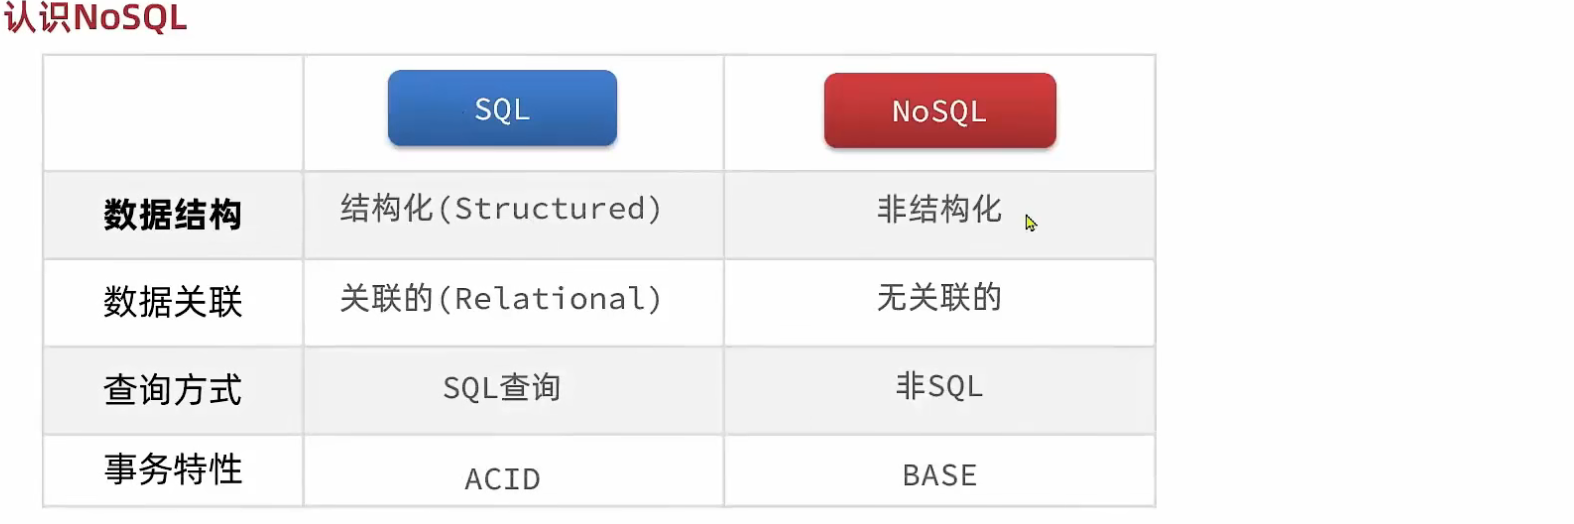 认识NoSQL
SQL
NoSQL
数据结构
结构化(Structured)
非结构化
数据关联
关联的(Relational)
无关联的
查询方式
SQL查询
非SQL
事务特性
ACID
BASE